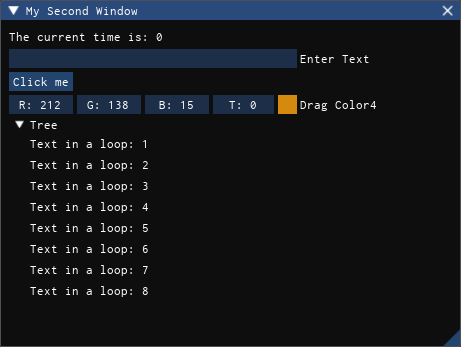 My Second Window
The current time is: 0
Enter Text
Click me
R: 212 G: 138 B: 15 T: 0 Drag Color4
Tree
Text in a loop: 1
Text in a loop: 2
Text in a loop: 3
Text in a loop: 4
Text in a loop: 5
Text in a loop: 6
Text in a loop: 7
Text in a loop: 8